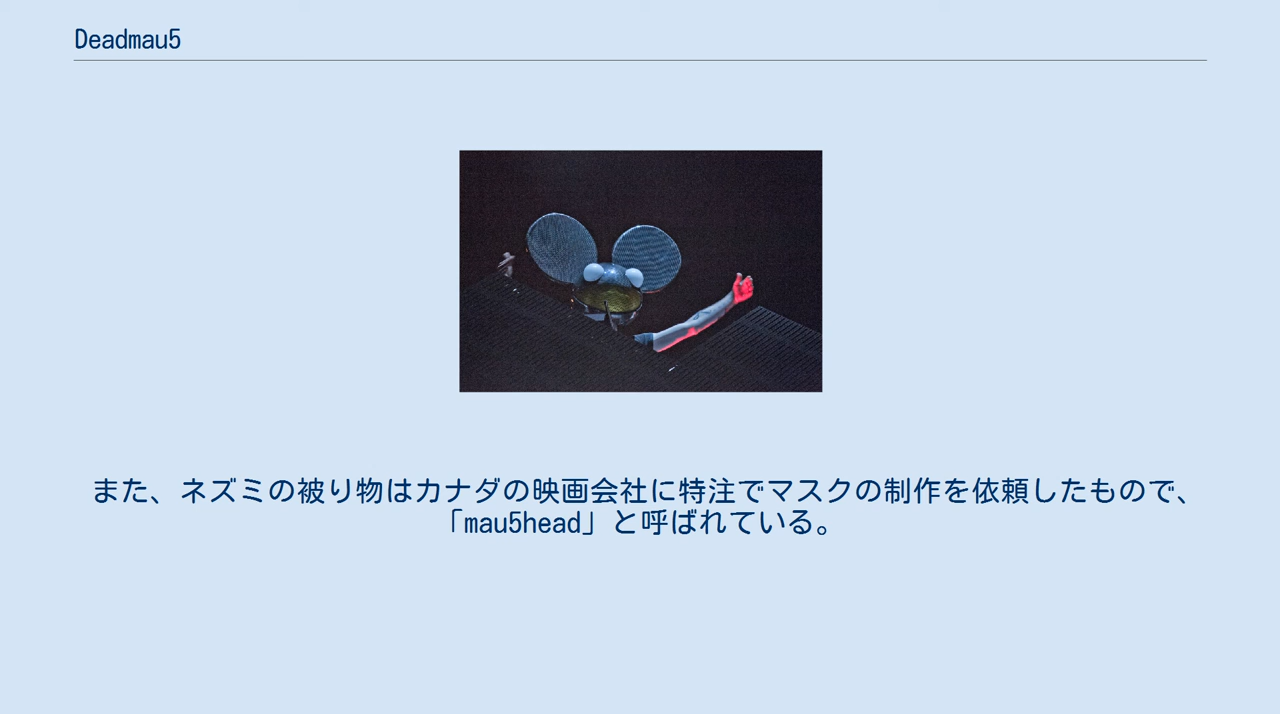 Deadmau5
また、ネズミの被り物はカナダの映画会社に特注でマスクの制作を依頼したもので、
「mau5head」と呼ばれている。